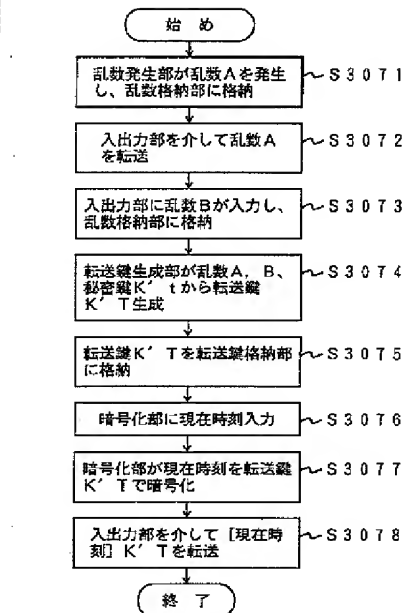 始 め
乱数発生部が乱数Aを発生
し、乱数格納部に格納
S3071
入出力部を介して乱数A
を転送
S3072
入出力部に乱数Bが入力し、
乱数格納部に格納
S3073
転送鍵生成部が乱数A，B、
秘密鍵K′tから転送鍵
K′T生成
S3074
転送鍵K′Tを転送鍵格納部
に格納
S3075
暗号化部に現在時刻入力
S3076
暗号化部が現在時刻を転送鍵
K′Tで暗号化
S3077
入出力部を介して［現在時
刻］K′Tを転送
S3078
終 了